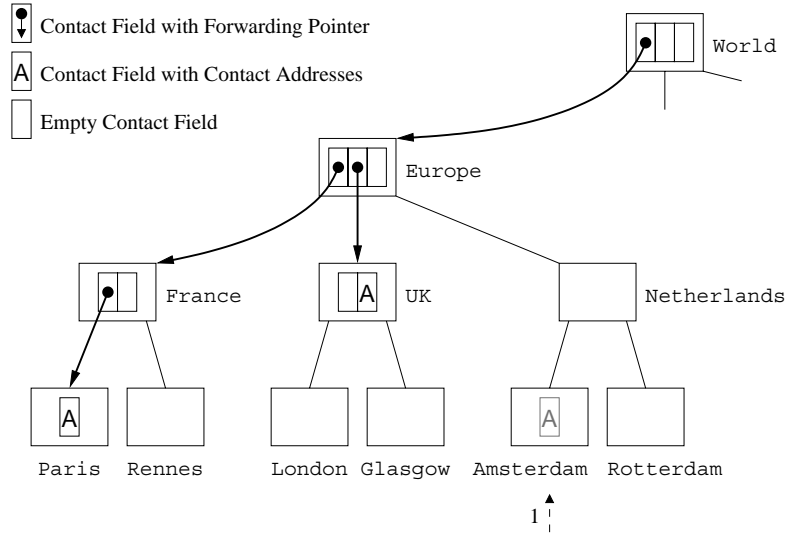 Contact Field with Forwarding Pointer
A Contact Field with Contact Addresses
Empty Contact Field
World
Europe
France
A UK
Netherlands
A
A
Paris Rennes London Glasgow Amsterdam Rotterdam
1